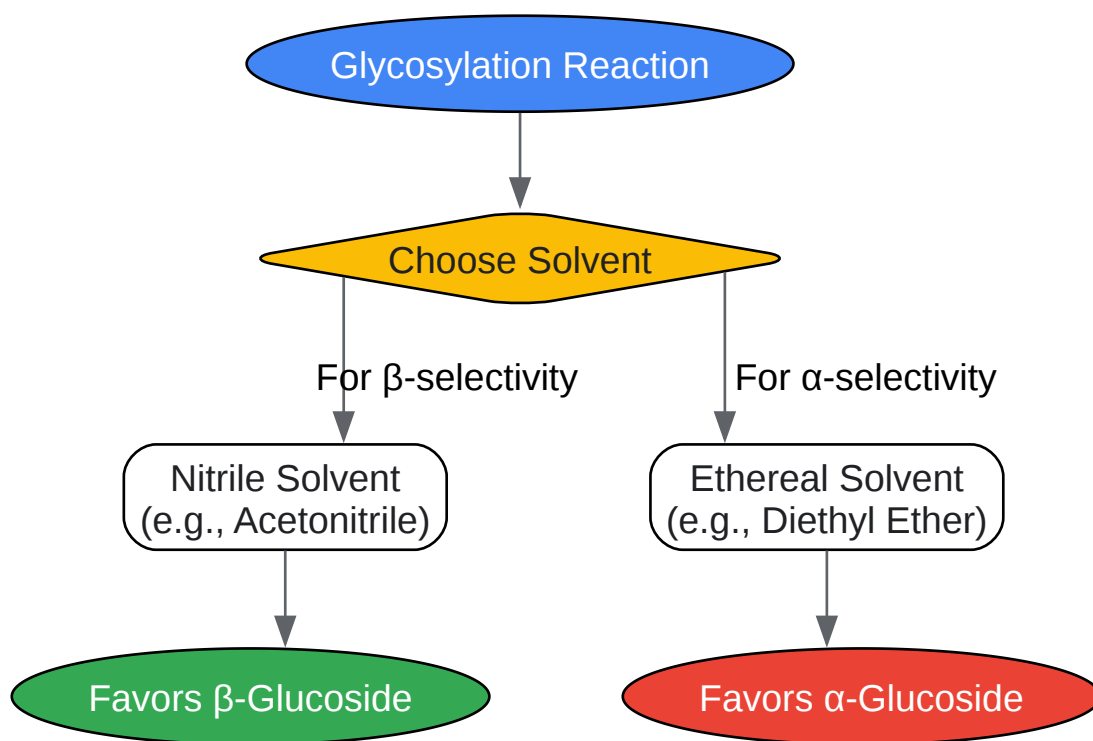 Glycosylation Reaction
Choose Solvent
For β-selectivity
For α-selectivity
Nitrile Solvent
(e.g., Acetonitrile)
Ethereal Solvent
(e.g., Diethyl Ether)
Favors β-Glucoside
Favors α-Glucoside